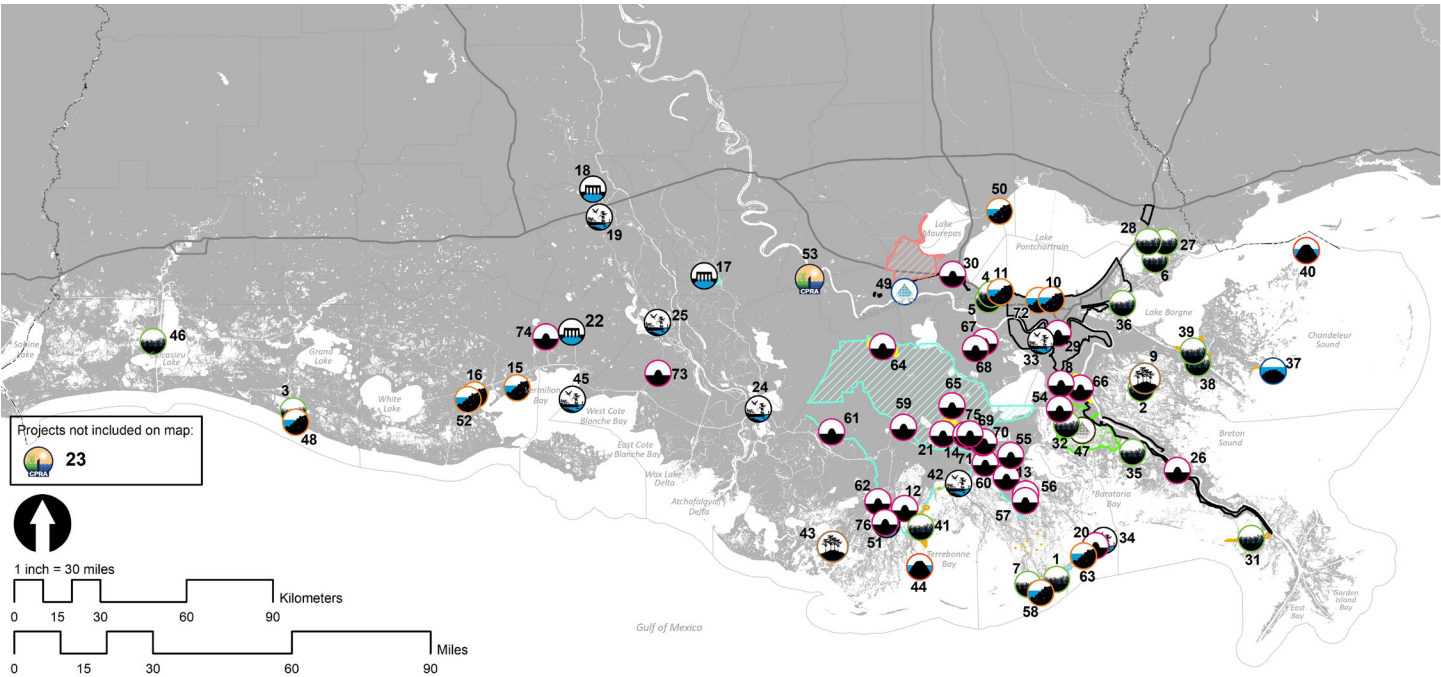 18
19
50
Lake
Maurepas
Lake
Pontchartrain
28
27
6
40
17
53
CPRA
49
30
4
11
5
10
72
36
Lake Borgne
Chandeleur
Sound
46
Sabine
Lake
Calcasieu
Lake
Grand
Lake
74
22
25
67
68
33
29
39
38
37
9
2
64
3
48
White
Lake
16
15
52
Vermilion
Bay
45
West Cote
Blanche Bay
73
24
65
8
66
54
32
47
Breton
Sound
Projects not included on map:
CPRA
23
East Cote
Blanche Bay
Wax Lake
Delta
Atchafalaya
Delta
61
59
75
69
21
14
70
71
55
60
13
35
26
42
56
57
Barataria
Bay
62
12
76
51
41
43
44
Terrebonne
Bay
20
34
63
7
1
58
31
Garden
Island
Bay
East
Bay
Gulf of Mexico
1 inch = 30 miles
Kilometers
0 15 30 60 90
Miles
0 15 30 60 90